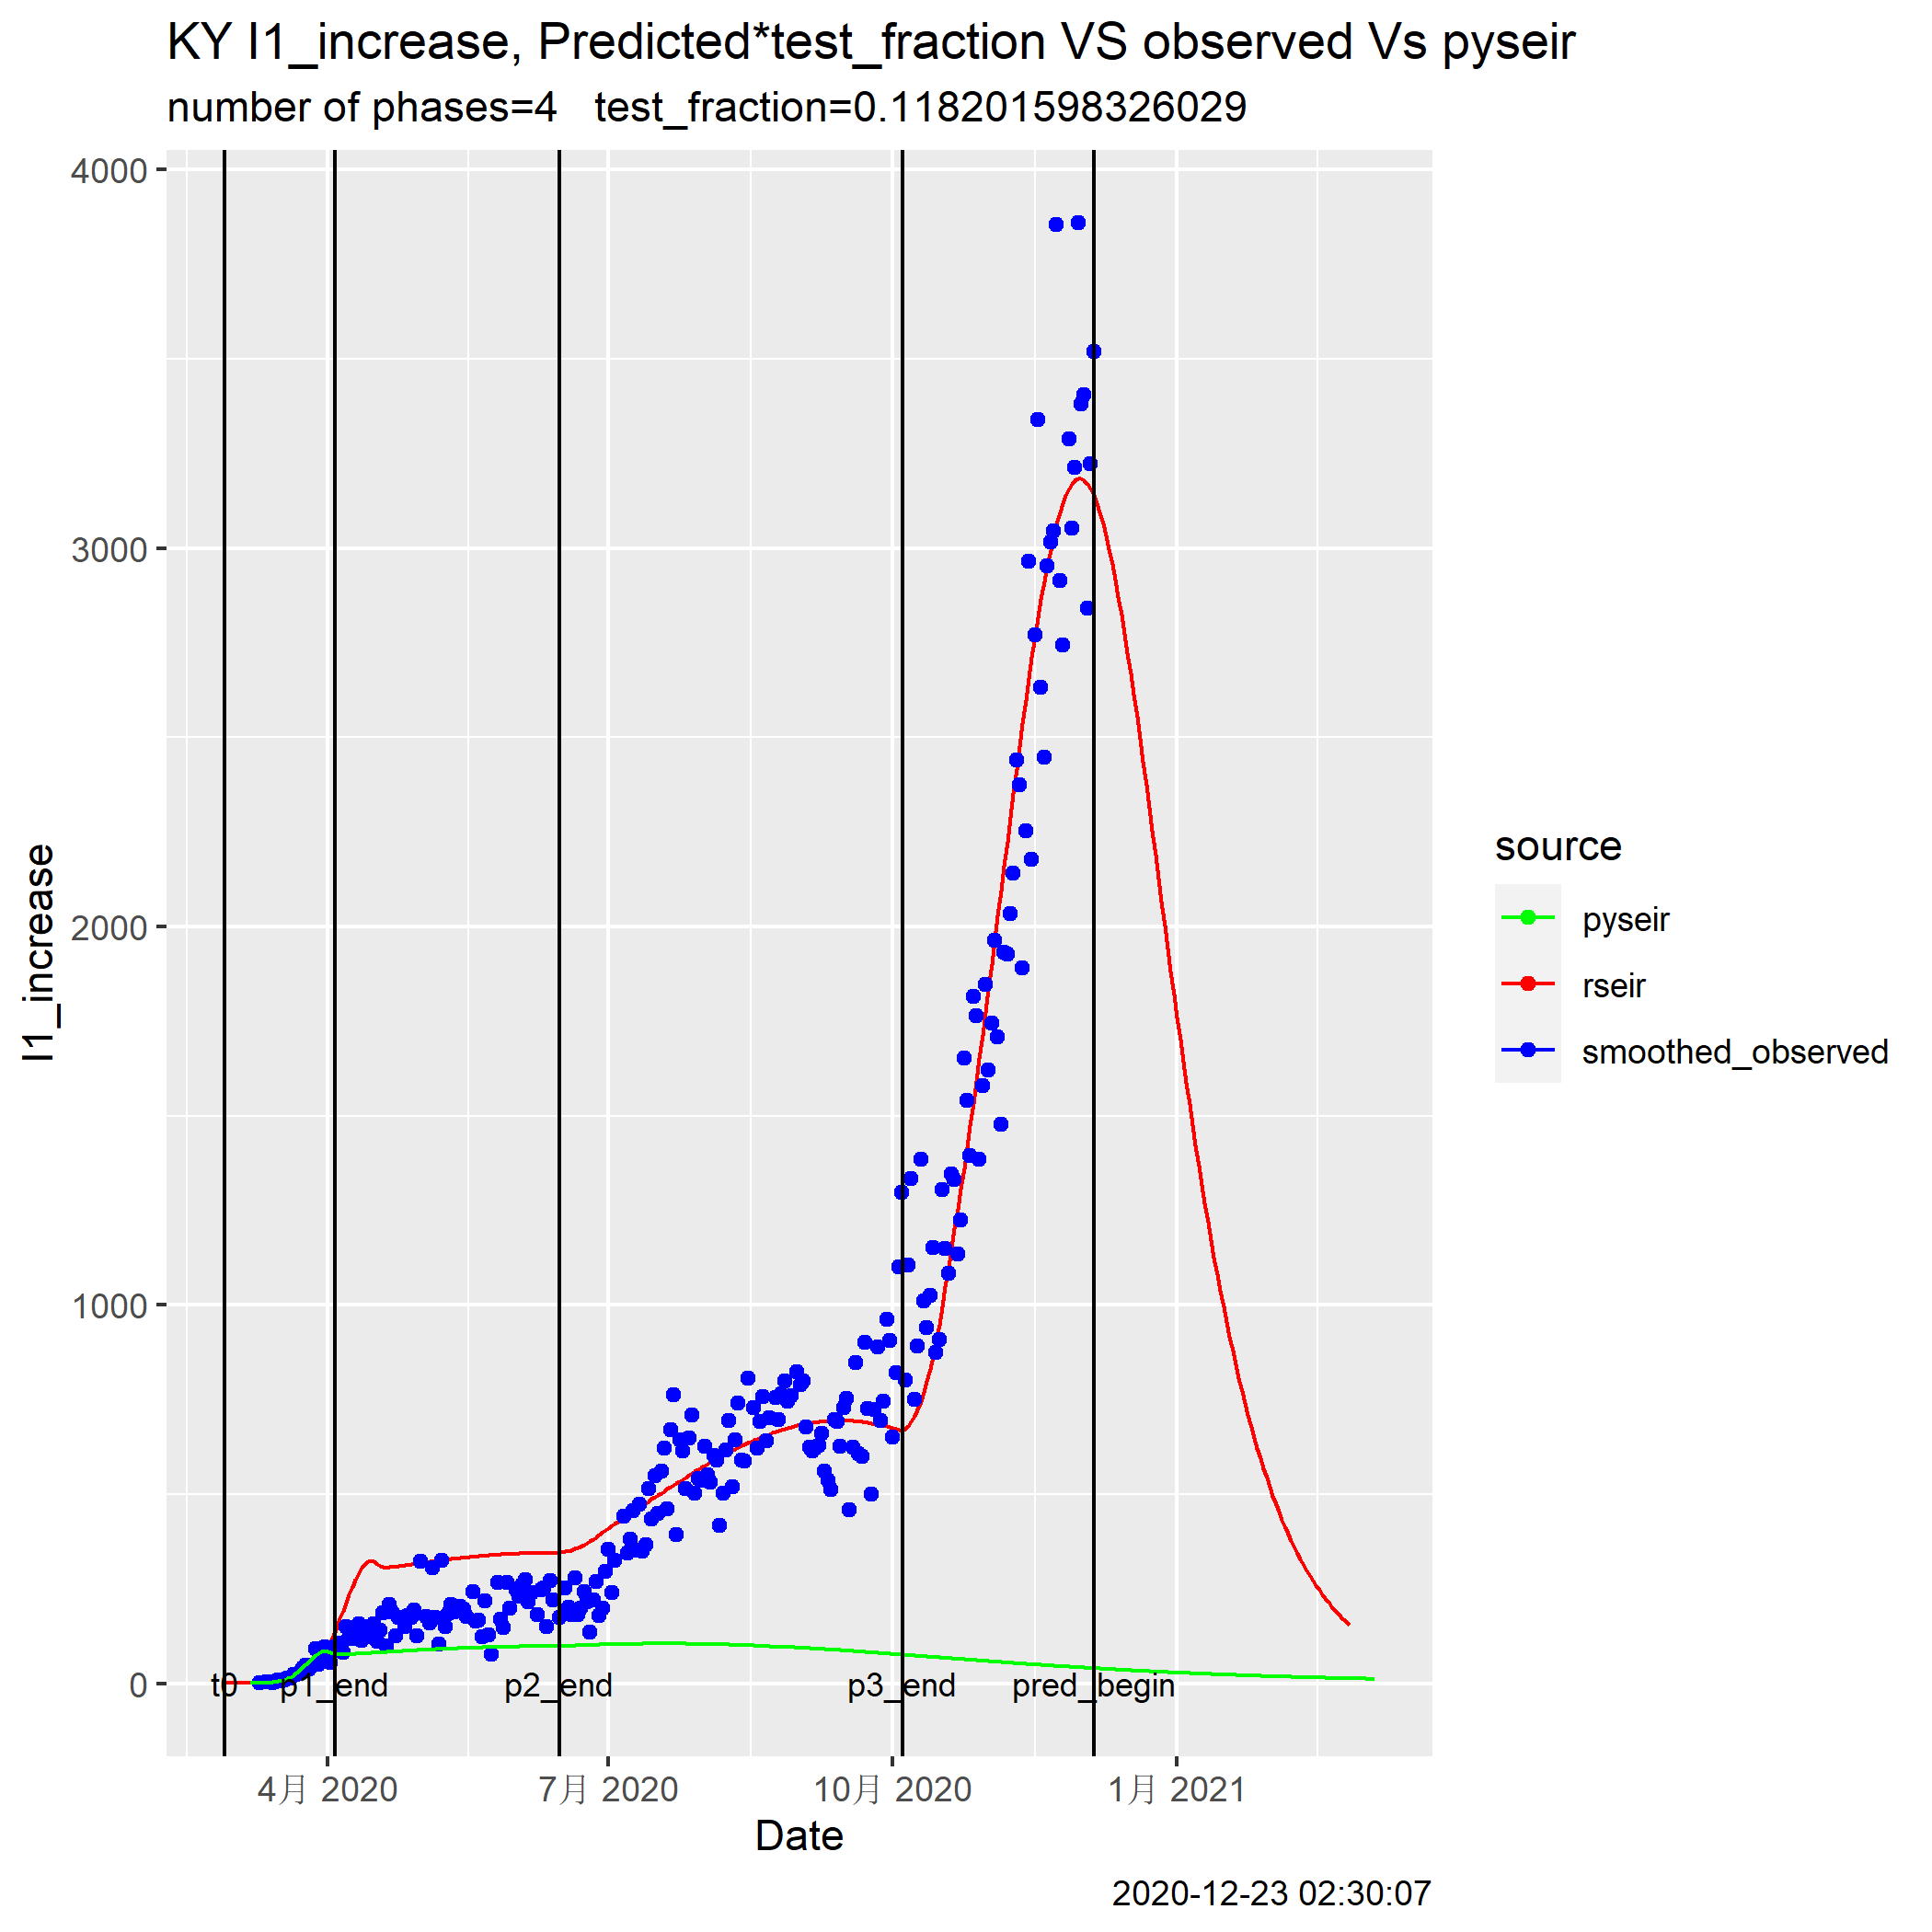 KY I1_increase, Predicted*test_fraction VS observed Vs pyseir
number of phases=4   test_fraction=0.118201598326029
4000
3000
2000
1000
0
I1_increase
t0
p1_end
p2_end
p3_end
pred_begin
4月 2020
7月 2020
10月 2020
1月 2021
Date
source
pyseir
rseir
smoothed_observed
2020-12-23 02:30:07